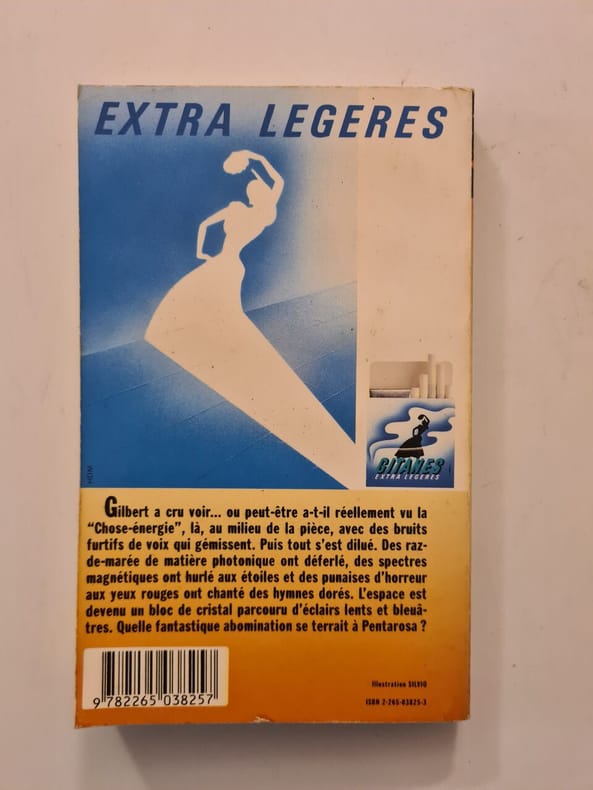 EXTRA LEGERES
GITANES
EXTRA LEGERES
HDM
Gilbert a cru voir... ou peut-être a-t-il réellement vu la
"Chose-énergie", là, au milieu de la pièce, avec des bruits
furtifs de voix qui gémissent. Puis tout s'est dilué. Des raz-
de-marée de matière photonique ont déferlé, des spectres
magnétiques ont hurlé aux étoiles et des punaises d'horreur
aux yeux rouges ont chanté des hymnes dorés. L'espace est
devenu un bloc de cristal parcouru d'éclairs lents et bleuâ-
tres. Quelle fantastique abomination se terrait à Pentarosa ?
Illustration SILVIO
ISBN 2-265-03825-3
9 782265 038257